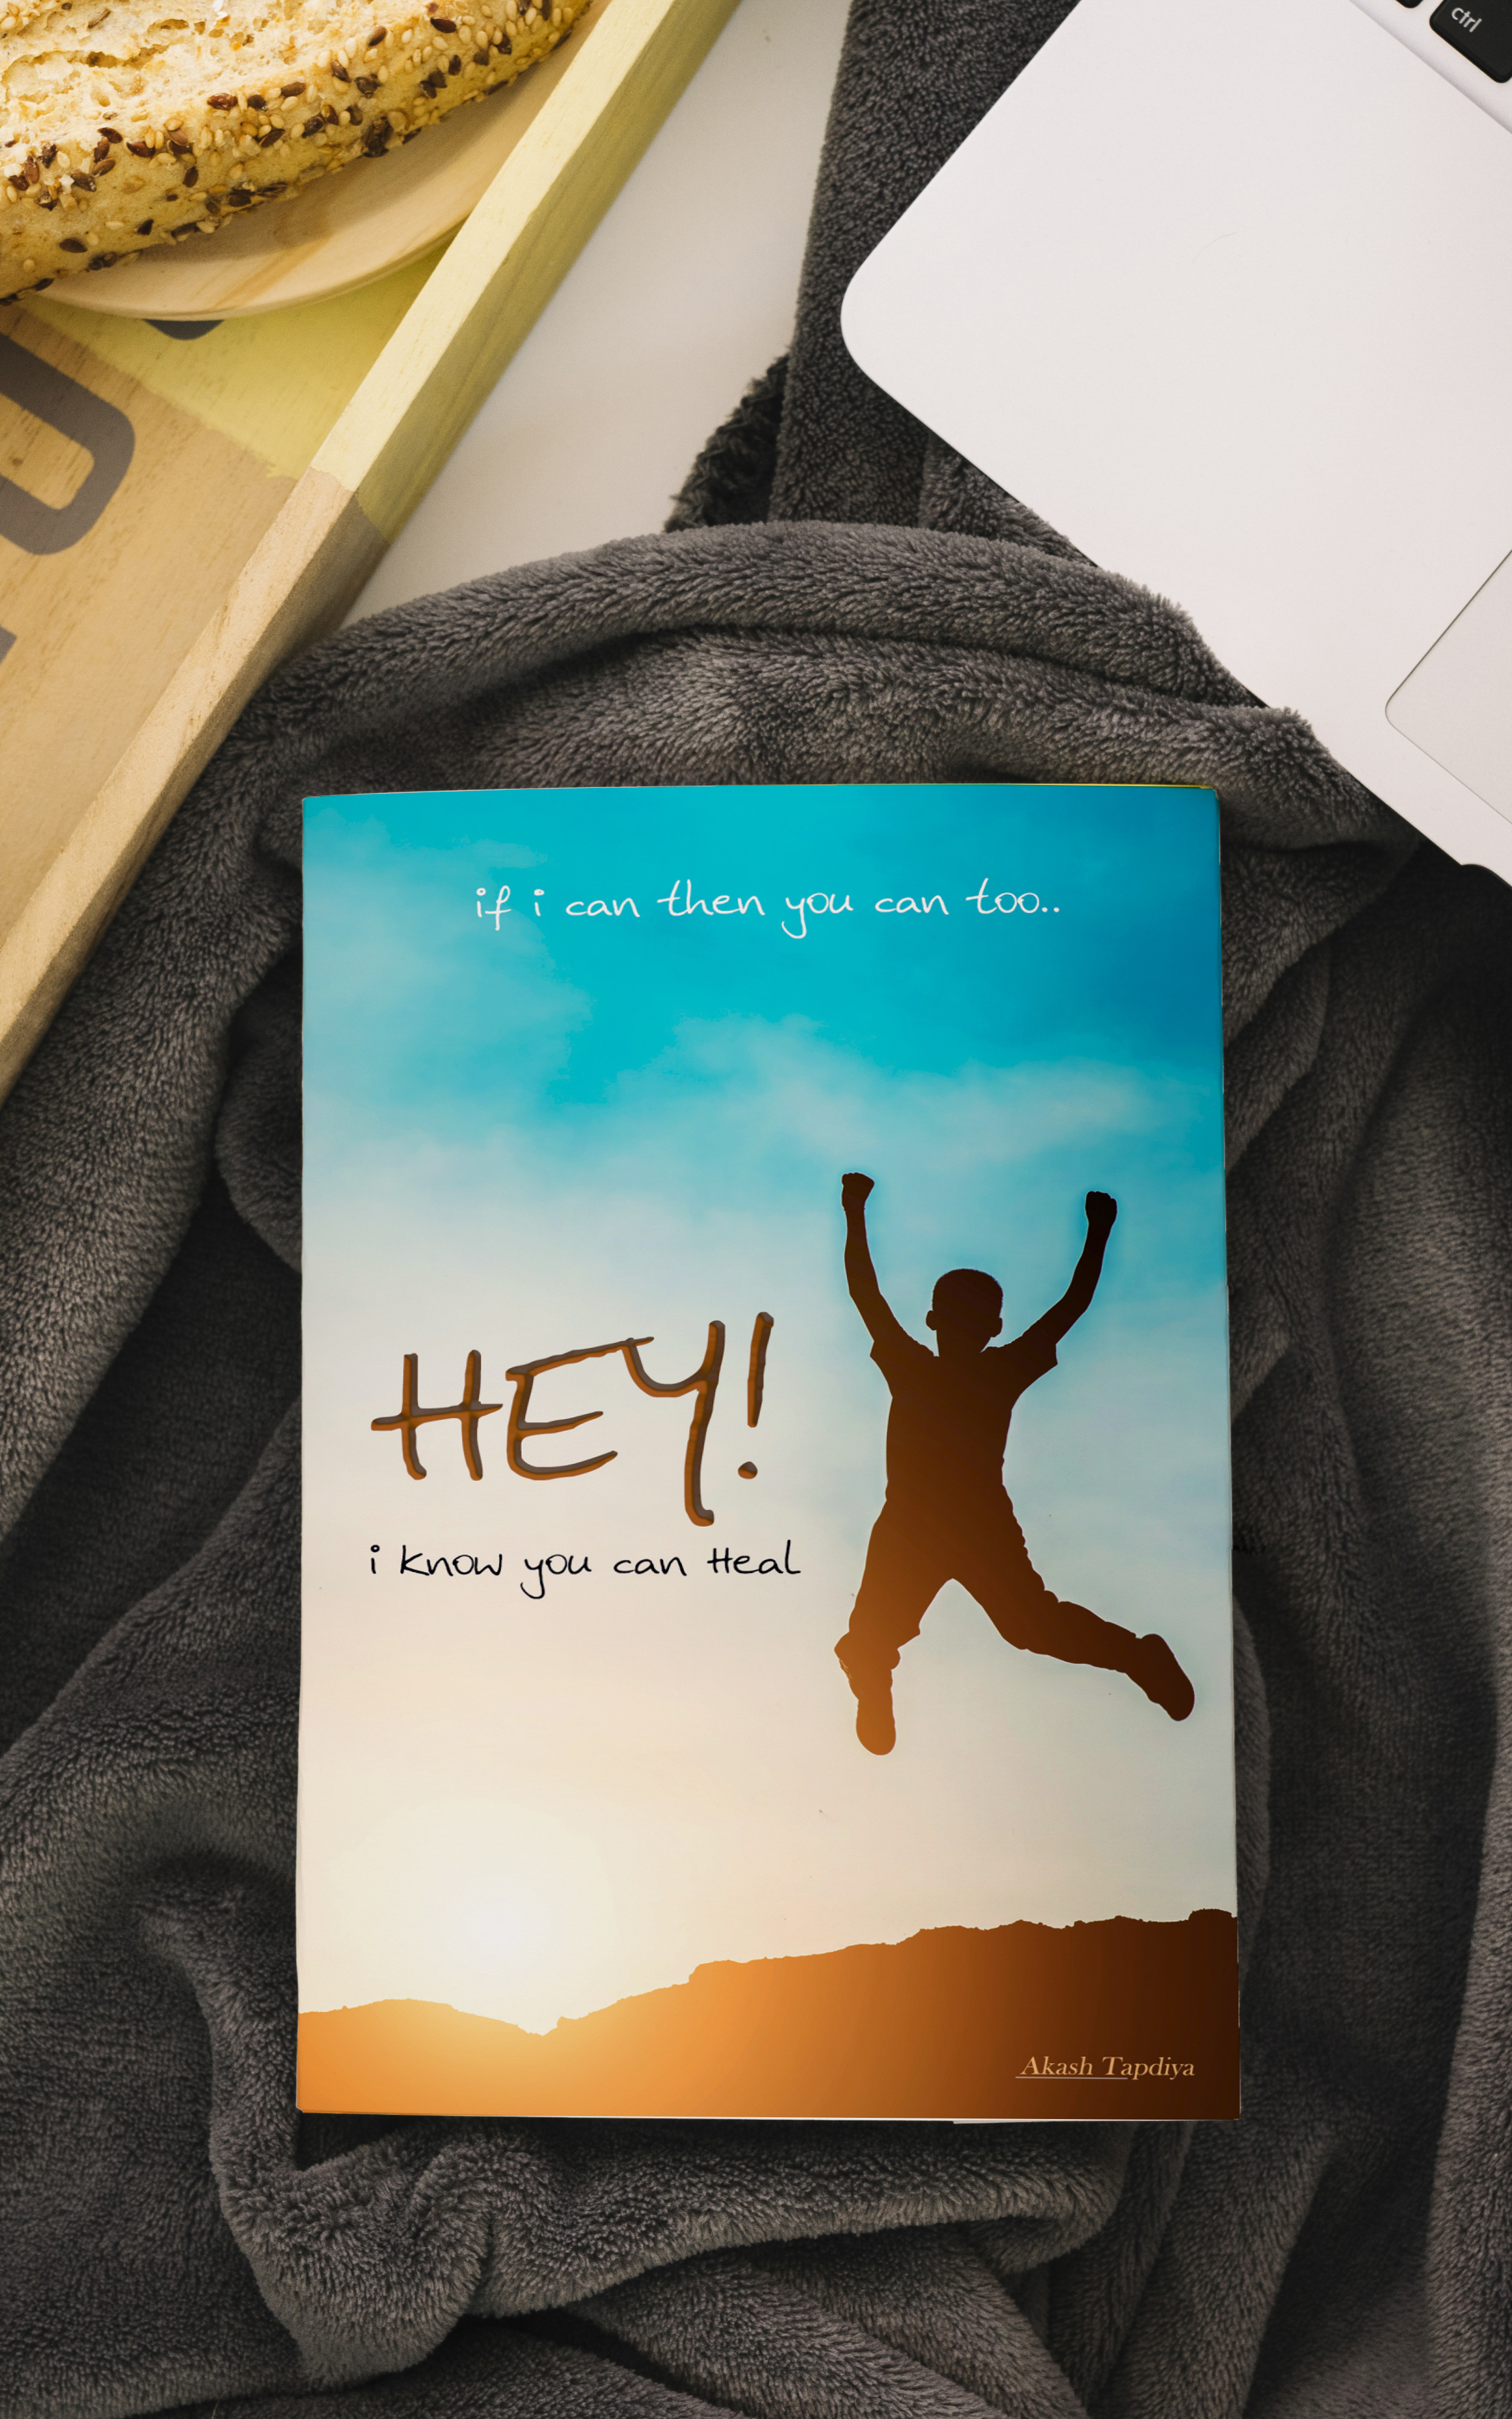 ctrl
if i can then you can too..
HEY!
i know you can Heal
Akash Tapdiya